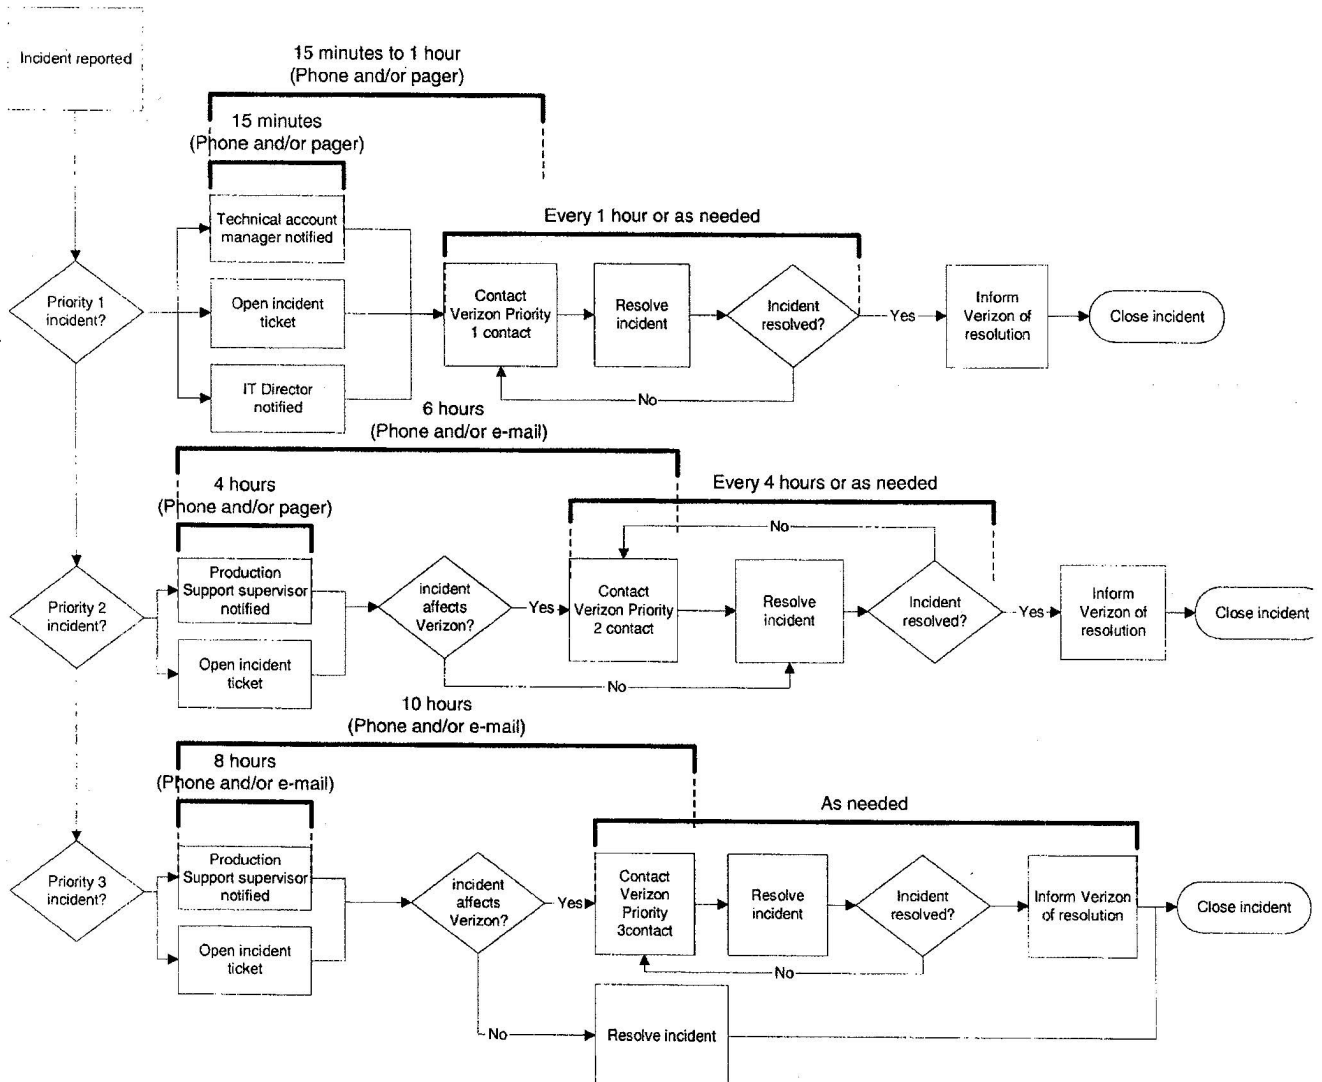 Incident reported
15 minutes to 1 hour
(Phone and/or pager)
15 minutes
(Phone and/or pager)
Technical account
manager notified
Every 1 hour or as needed
Priority 1
incident?
Open incident
ticket
Contact
Verizon Priority
1 contact
Resolve
incident
Incident
resolved?
Yes
Inform
Verizon of
resolution
Close incident
IT Director
notified
No
6 hours
(Phone and/or e-mail)
4 hours
(Phone and/or pager)
Every 4 hours or as needed
No
Priority 2
incident?
Production
Support supervisor
notified
Open incident
ticket
incident
affects
Verizon?
Yes
Contact
Verizon Priority
2 contact
Resolve
incident
Incident
resolved?
Yes
Inform
Verizon of
resolution
Close incident
No
10 hours
(Phone and/or e-mail)
8 hours
(Phone and/or e-mail)
As needed
Priority 3
incident?
Production
Support supervisor
notified
Open incident
ticket
incident
affects
Verizon?
Yes
Contact
Verizon
Priority
3contact
Resolve
incident
Incident
resolved?
Inform Verizon
of resolution
Close incident
No
No
Resolve incident